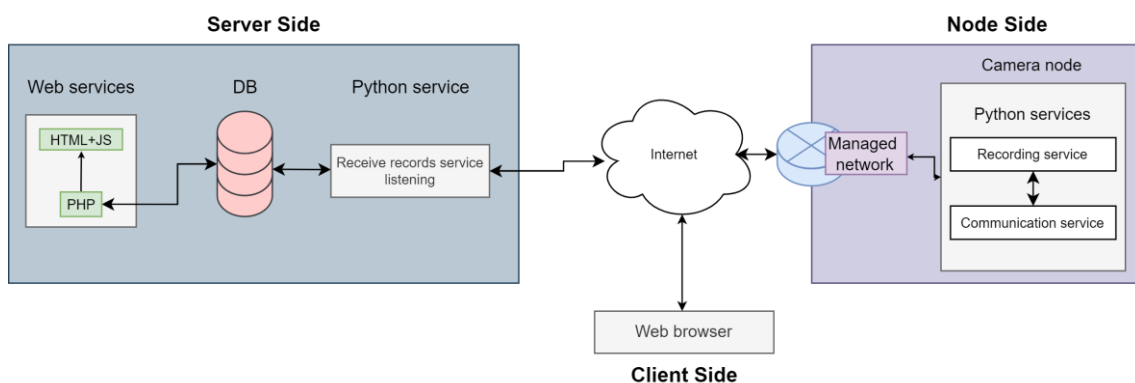 Server Side
Node Side
Web services
DB
Python service
HTML+JS
PHP
Receive records service
listening
Internet
Managed
network
Camera node
Python services
Recording service
Communication service
Web browser
Client Side